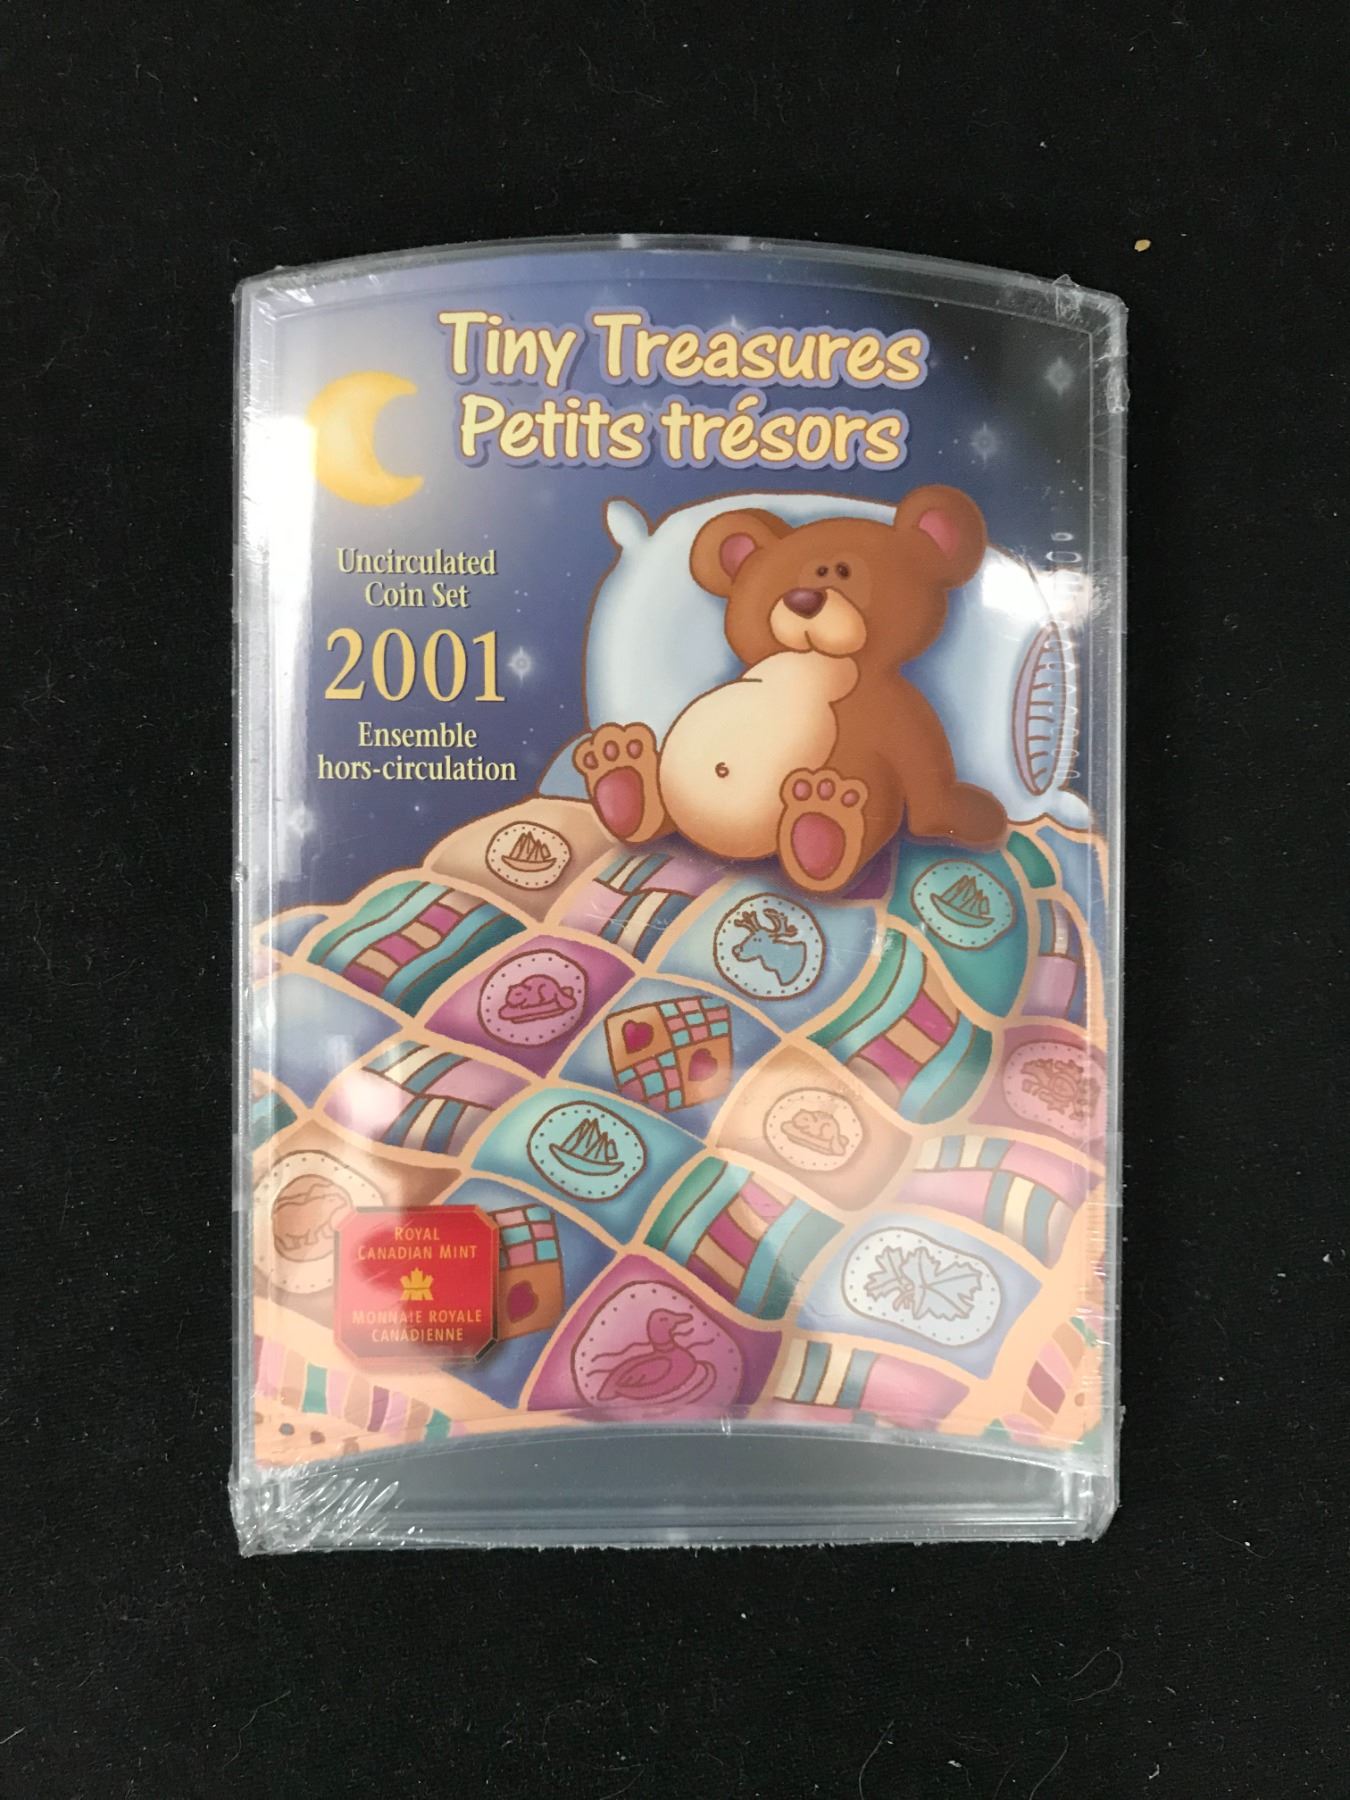 Tiny Treasures
Petits trésors
Uncirculated
Coin Set
2001
Ensemble
hors-circulation
ROYAL
CANADIAN MINT
MONNAIE ROYALE
CANADIENNE